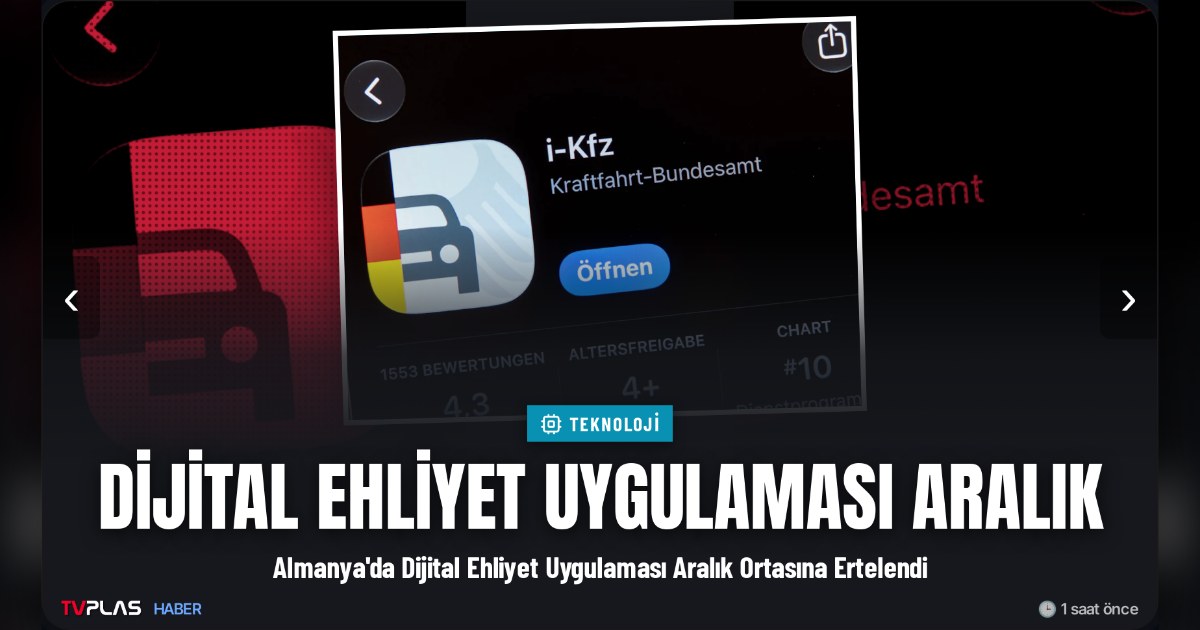 i-Kfz
Kraftfahrt-Bundesamt
desamt
Öffnen
1553 BEWERTUNGEN
ALTERSFREIGABE
CHART
4,3
4+
#10
Dienstprogram
TEKNOLOJİ
DİJİTAL EHLİYET UYGULAMASI ARALIK
Almanya'da Dijital Ehliyet Uygulaması Aralık Ortasına Ertelendi
TVPLAS HABER
1 saat önce